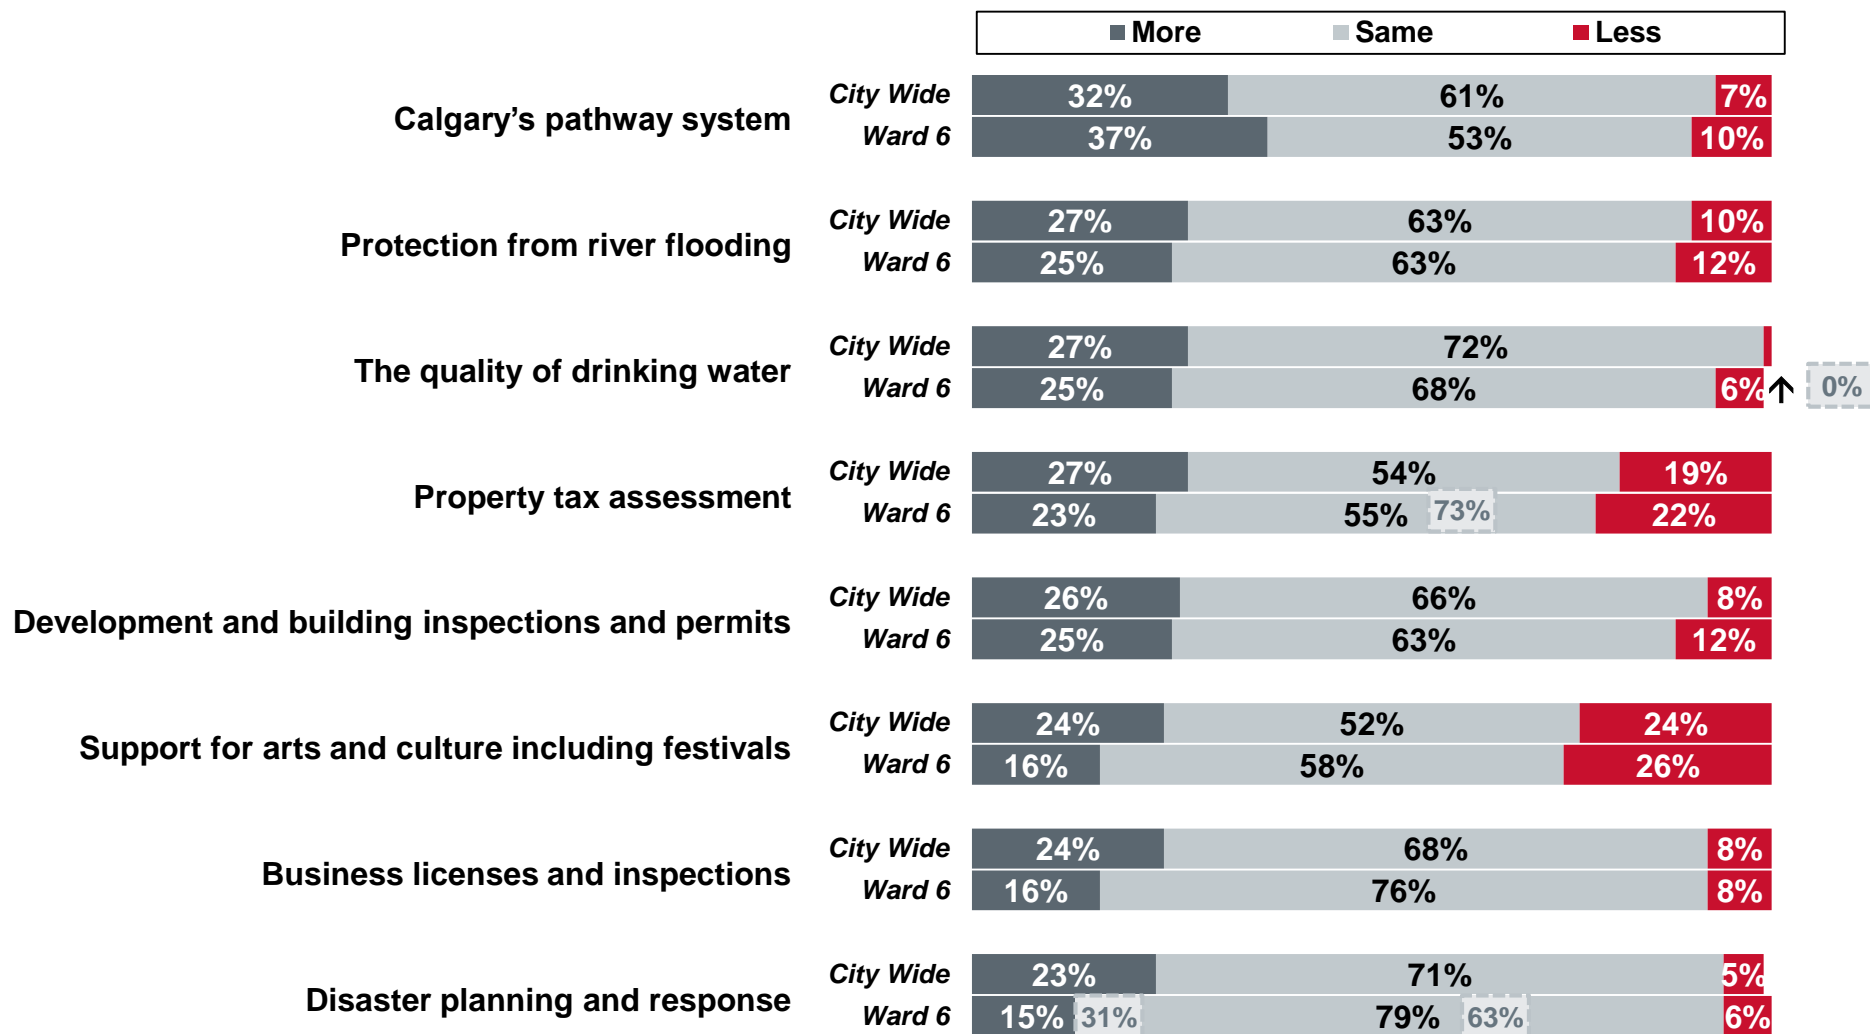 More Same Less
Calgary's pathway system
City Wide 32% 61% 7%
Ward 6 37% 53% 10%
Protection from river flooding
City Wide 27% 63% 10%
Ward 6 25% 63% 12%
The quality of drinking water
City Wide 27% 72%
Ward 6 25% 68% 6% ↑ 0%
Property tax assessment
City Wide 27% 54% 19%
Ward 6 23% 55% 73% 22%
Development and building inspections and permits
City Wide 26% 66% 8%
Ward 6 25% 63% 12%
Support for arts and culture including festivals
City Wide 24% 52% 24%
Ward 6 16% 58% 26%
Business licenses and inspections
City Wide 24% 68% 8%
Ward 6 16% 76% 8%
Disaster planning and response
City Wide 23% 71% 5%
Ward 6 15% 31% 79% 63% 6%